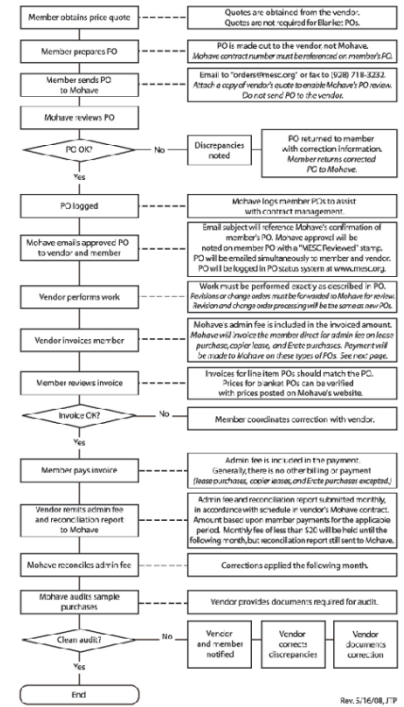 Member obtains price quote
Quotes are obtained from the vendor.
Quotes are not required for Blanket POs.
Member prepares PO
PO is made out to the vendor, not Mohave.
Mohave contract number must be referenced on member's PO.
Member sends PO
to Mohave
Email to "orders@mesc.org" or fax to (928) 718-3232.
Attach a copy of vendor's quote to enable Mohave's PO review.
Do not send PO to the vendor.
Mohave reviews PO
PO OK?
No
Discrepancies
noted
PO returned to member
with correction information.
Member returns corrected
PO to Mohave.
Yes
PO logged
Mohave logs member POs to assist
with contract management.
Mohave emails approved PO
to vendor and member
Email subject will reference Mohave's confirmation of
member's PO. Mohave approval will be
noted on member PO with a "MESC Reviewed" stamp.
PO will be emailed simultaneously to member and vendor.
PO will be logged in PO status system at www.mesc.org.
Vendor performs work
Work must be performed exactly as described in PO.
Revisions or change orders must be forwarded to Mohave for review.
Revision and change order processing will be the same as new POs.
Vendor invoices member
Mohave's admin fee is included in the invoiced amount.
Mohave will invoice the member direct for admin fee on lease
purchase, copier lease, and Erate purchases. Payment will
be made to Mohave on these types of POs. See next page.
Member reviews invoice
Invoices for line item POs should match the PO.
Prices for blanket POs can be verified
with prices posted on Mohave's website.
Invoice OK?
No
Member coordinates correction with vendor.
Yes
Member pays invoice
Admin fee is included in the payment.
Generally, there is no other billing or payment
(lease purchases, copier leases, and Erate purchases excepted.)
Vendor remits admin fee
and reconciliation report
to Mohave
Admin fee and reconciliation report submitted monthly,
in accordance with schedule in vendor's Mohave contract.
Amount based upon member payments for the applicable
period. Monthly fee of less than $20 will be held until the
following month, but reconciliation report still sent to Mohave.
Mohave reconciles admin fee
Corrections applied the following month.
Mohave audits sample
purchases
Vendor provides documents required for audit.
Clean audit?
No
Vendor
and member
notified
Vendor
corrects
discrepancies
Vendor
documents
correction
Yes
End
Rev. 5/16/08, JTP